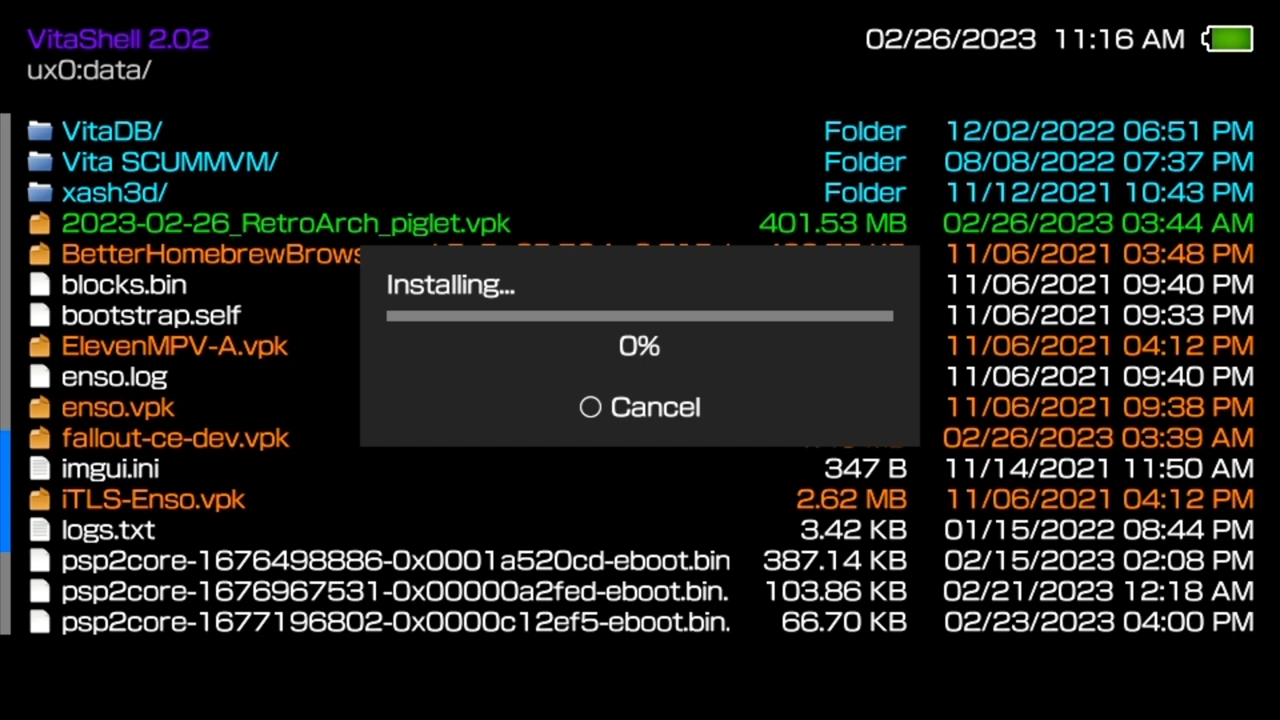 VitaShell 2.02 02/26/2023 11:16 AM
ux0:data/
VitaDB/ Folder 12/02/2022 06:51 PM
Vita SCUMMVM/ Folder 08/08/2022 07:37 PM
xash3d/ Folder 11/12/2021 10:43 PM
2023-02-26_RetroArch_piglet.vpk 401.53 MB 02/26/2023 03:44 AM
BetterHomebrewBrows 11/06/2021 03:48 PM
Installing...
blocks.bin 11/06/2021 09:40 PM
bootstrap.self 11/06/2021 09:33 PM
0%
ElevenMPV-A.vpk 11/06/2021 04:12 PM
enso.log 11/06/2021 09:40 PM
Cancel
enso.vpk 11/06/2021 09:38 PM
fallout-ce-dev.vpk 02/26/2023 03:39 AM
imgui.ini 347 B 11/14/2021 11:50 AM
iTLS-Enso.vpk 2.62 MB 11/06/2021 04:12 PM
logs.txt 3.42 KB 01/15/2022 08:44 PM
psp2core-1676498886-0x0001a520cd-eboot.bin 387.14 KB 02/15/2023 02:08 PM
psp2core-1676967531-0x00000a2fed-eboot.bin. 103.86 KB 02/21/2023 12:18 AM
psp2core-1677196802-0x0000c12ef5-eboot.bin. 66.70 KB 02/23/2023 04:00 PM